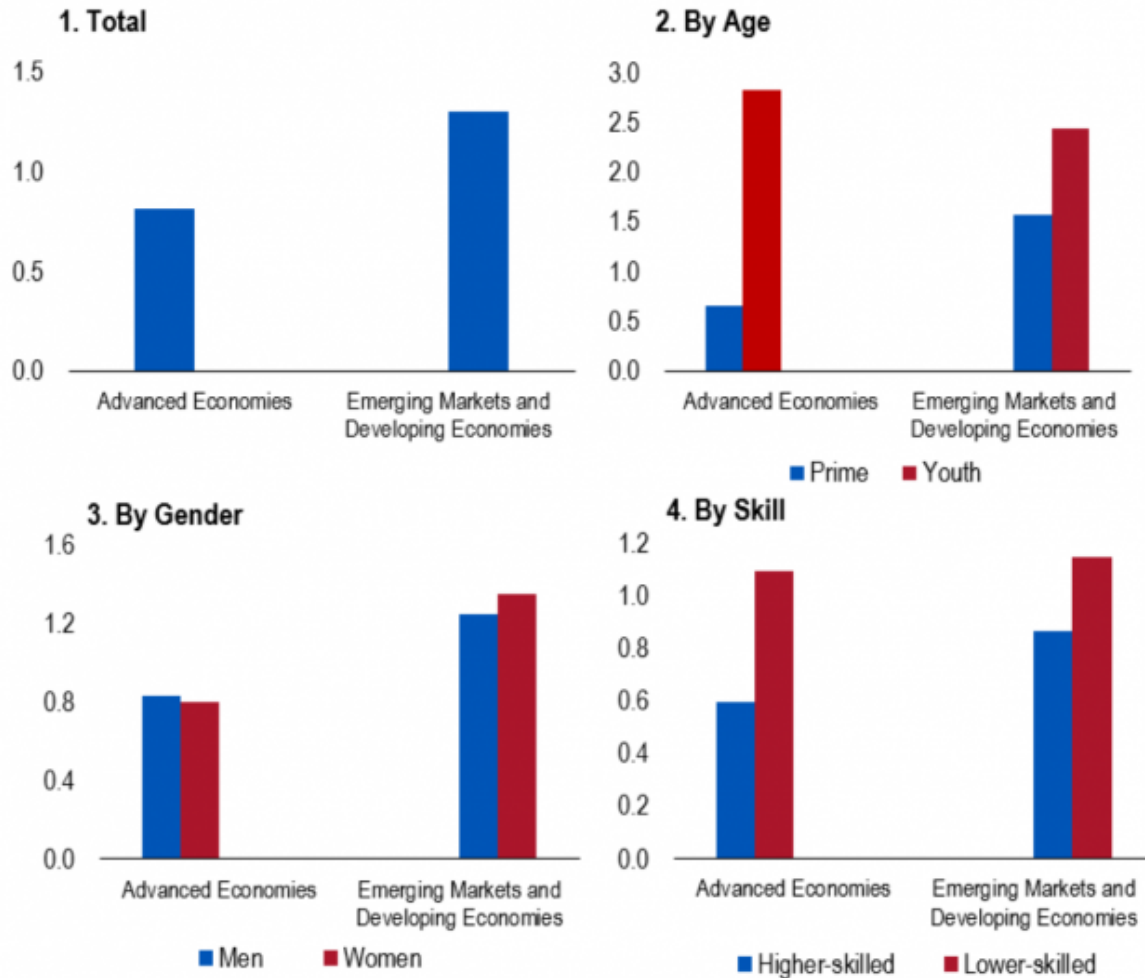 1. Total
1.5
1.0
0.5
0.0
Advanced Economies
Emerging Markets and
Developing Economies
2. By Age
3.0
2.5
2.0
1.5
1.0
0.5
0.0
Advanced Economies
Emerging Markets and
Developing Economies
Prime
Youth
3. By Gender
1.6
1.2
0.8
0.4
0.0
Advanced Economies
Emerging Markets and
Developing Economies
Men
Women
4. By Skill
1.2
1.0
0.8
0.6
0.4
0.2
0.0
Advanced Economies
Emerging Markets and
Developing Economies
Higher-skilled
Lower-skilled